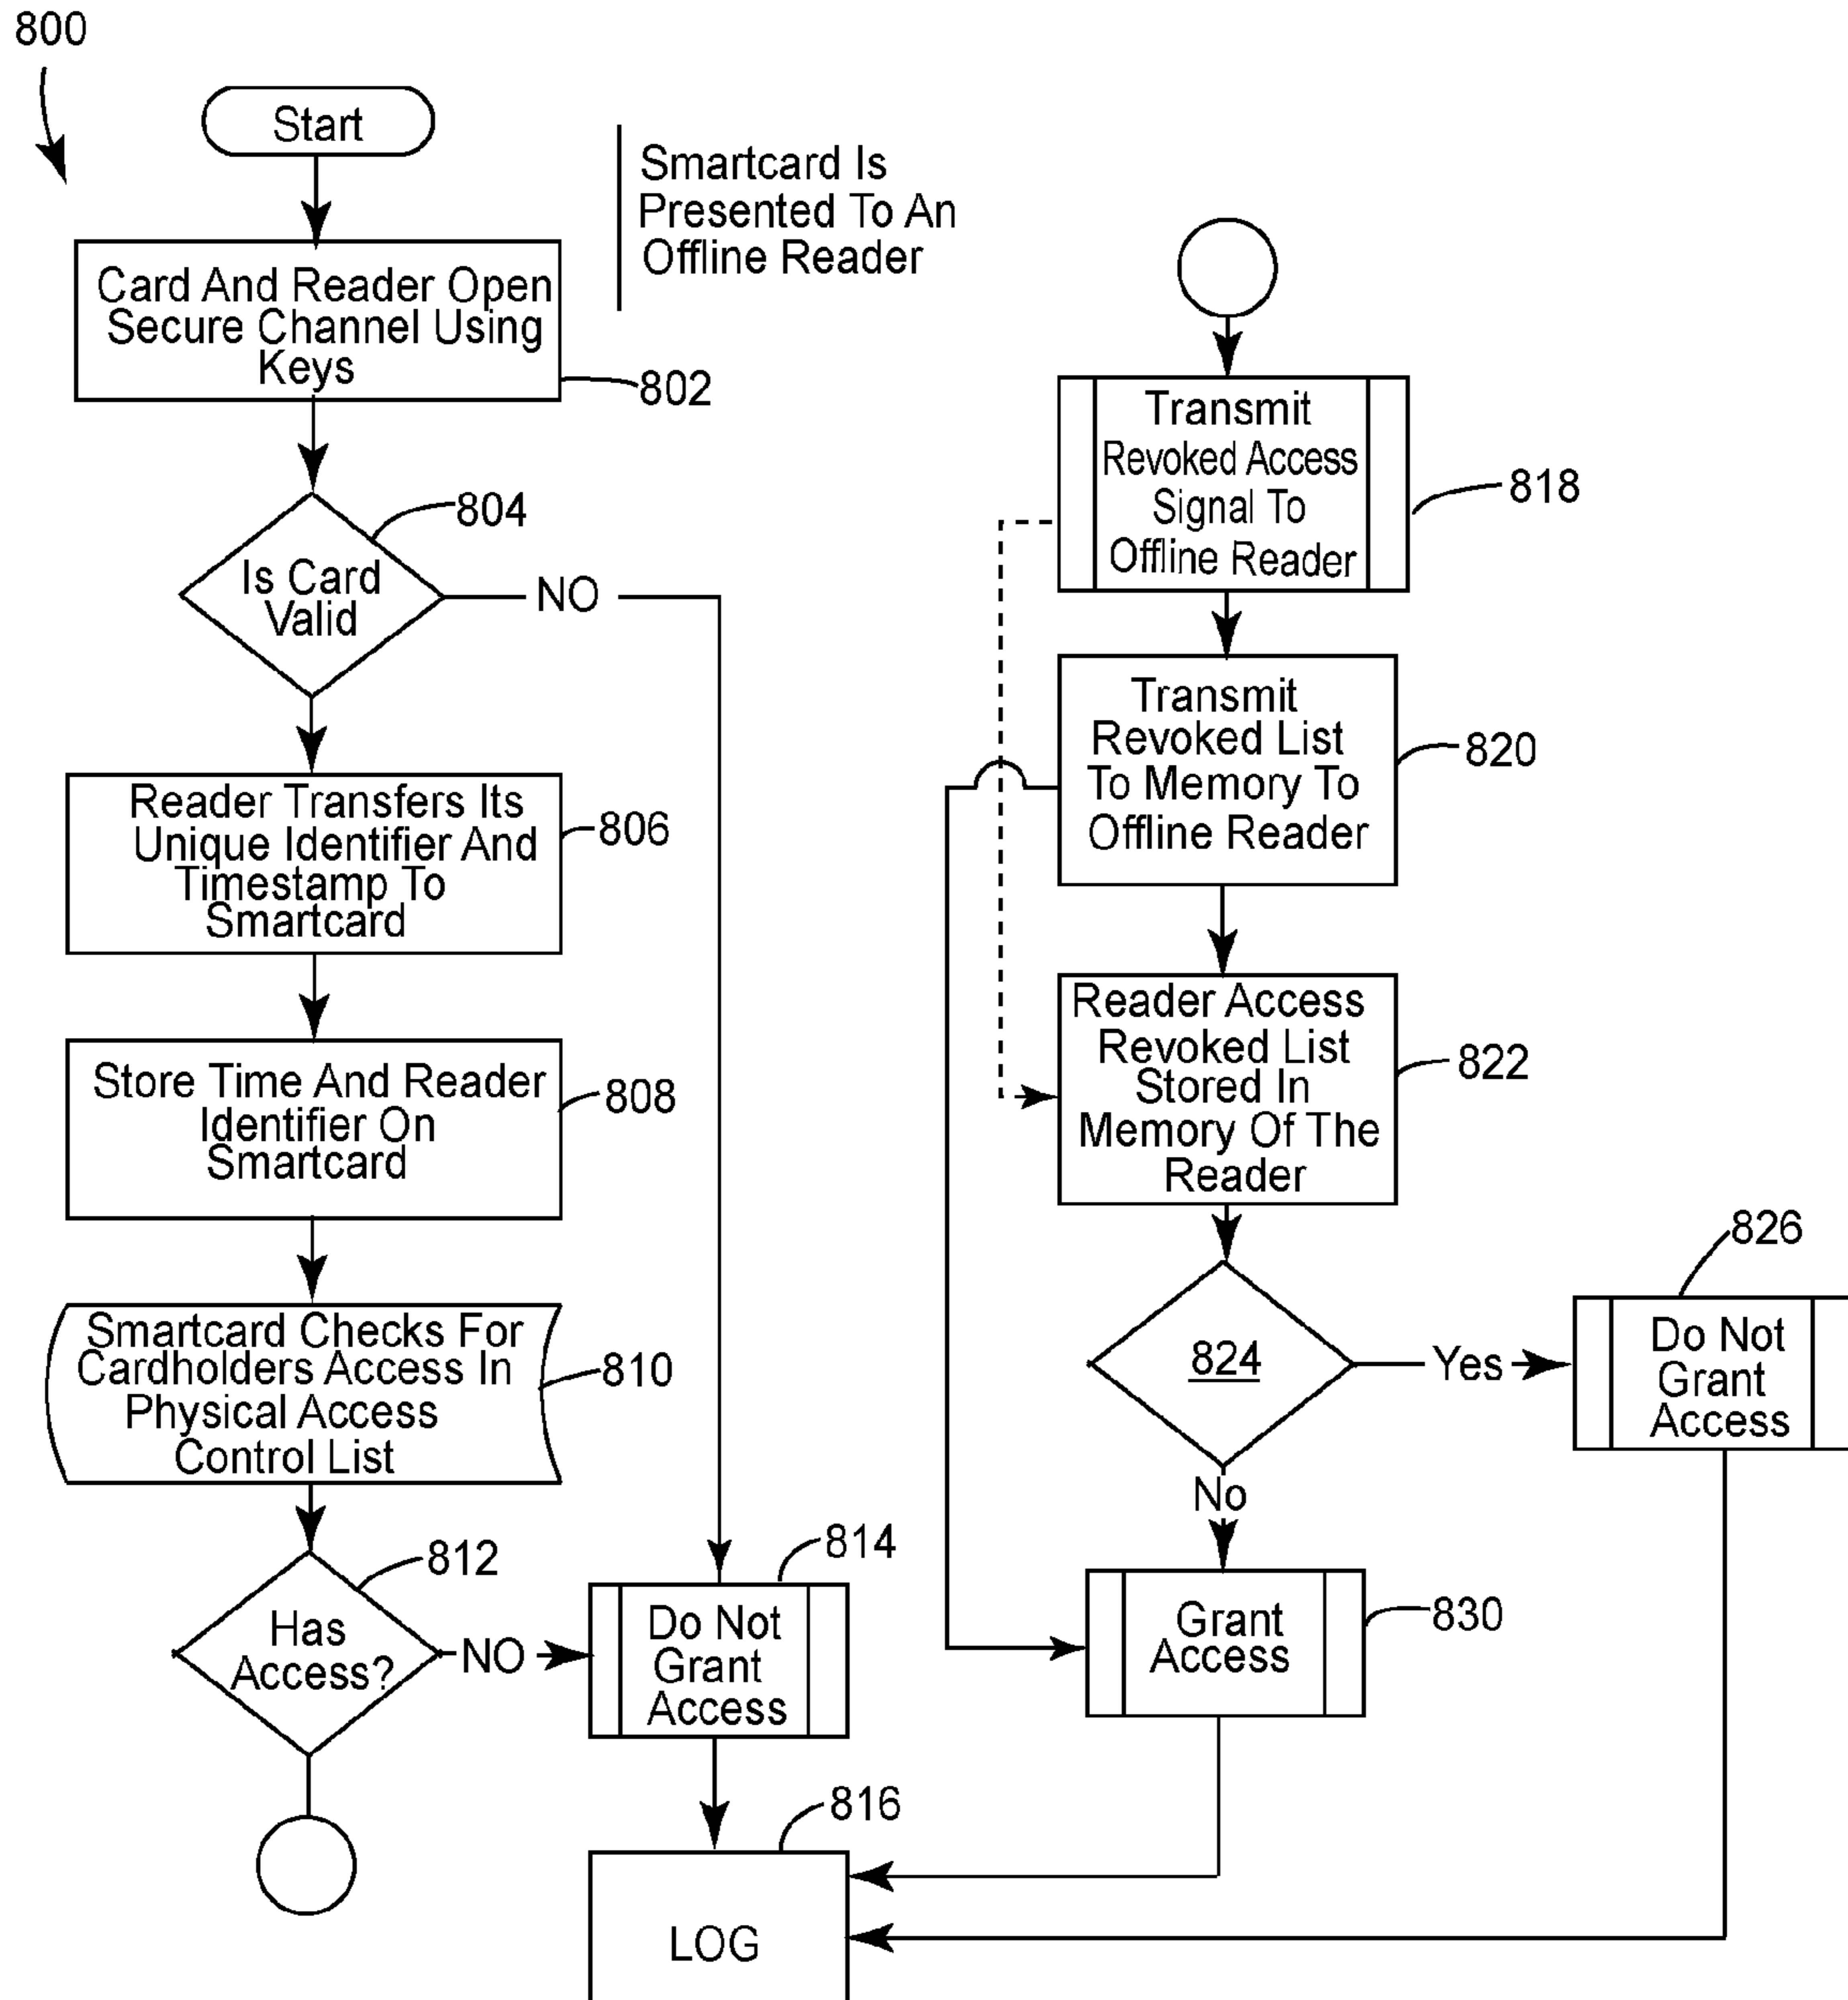 800
Start
Smartcard Is
Presented To An
Offline Reader
Card And Reader Open
Secure Channel Using
Keys
802
804
Is Card
Valid
NO
Reader Transfers Its
Unique Identifier And
Timestamp To
Smartcard
806
Store Time And Reader
Identifier On
Smartcard
808
Smartcard Checks For
Cardholders Access In
Physical Access
Control List
810
812
Has
Access?
NO
814
Do Not
Grant
Access
816
LOG
Transmit
Revoked Access
Signal To
Offline Reader
818
Transmit
Revoked List
To Memory To
Offline Reader
820
Reader Access
Revoked List
Stored In
Memory Of The
Reader
822
824
Yes
826
Do Not
Grant
Access
No
Grant
Access
830